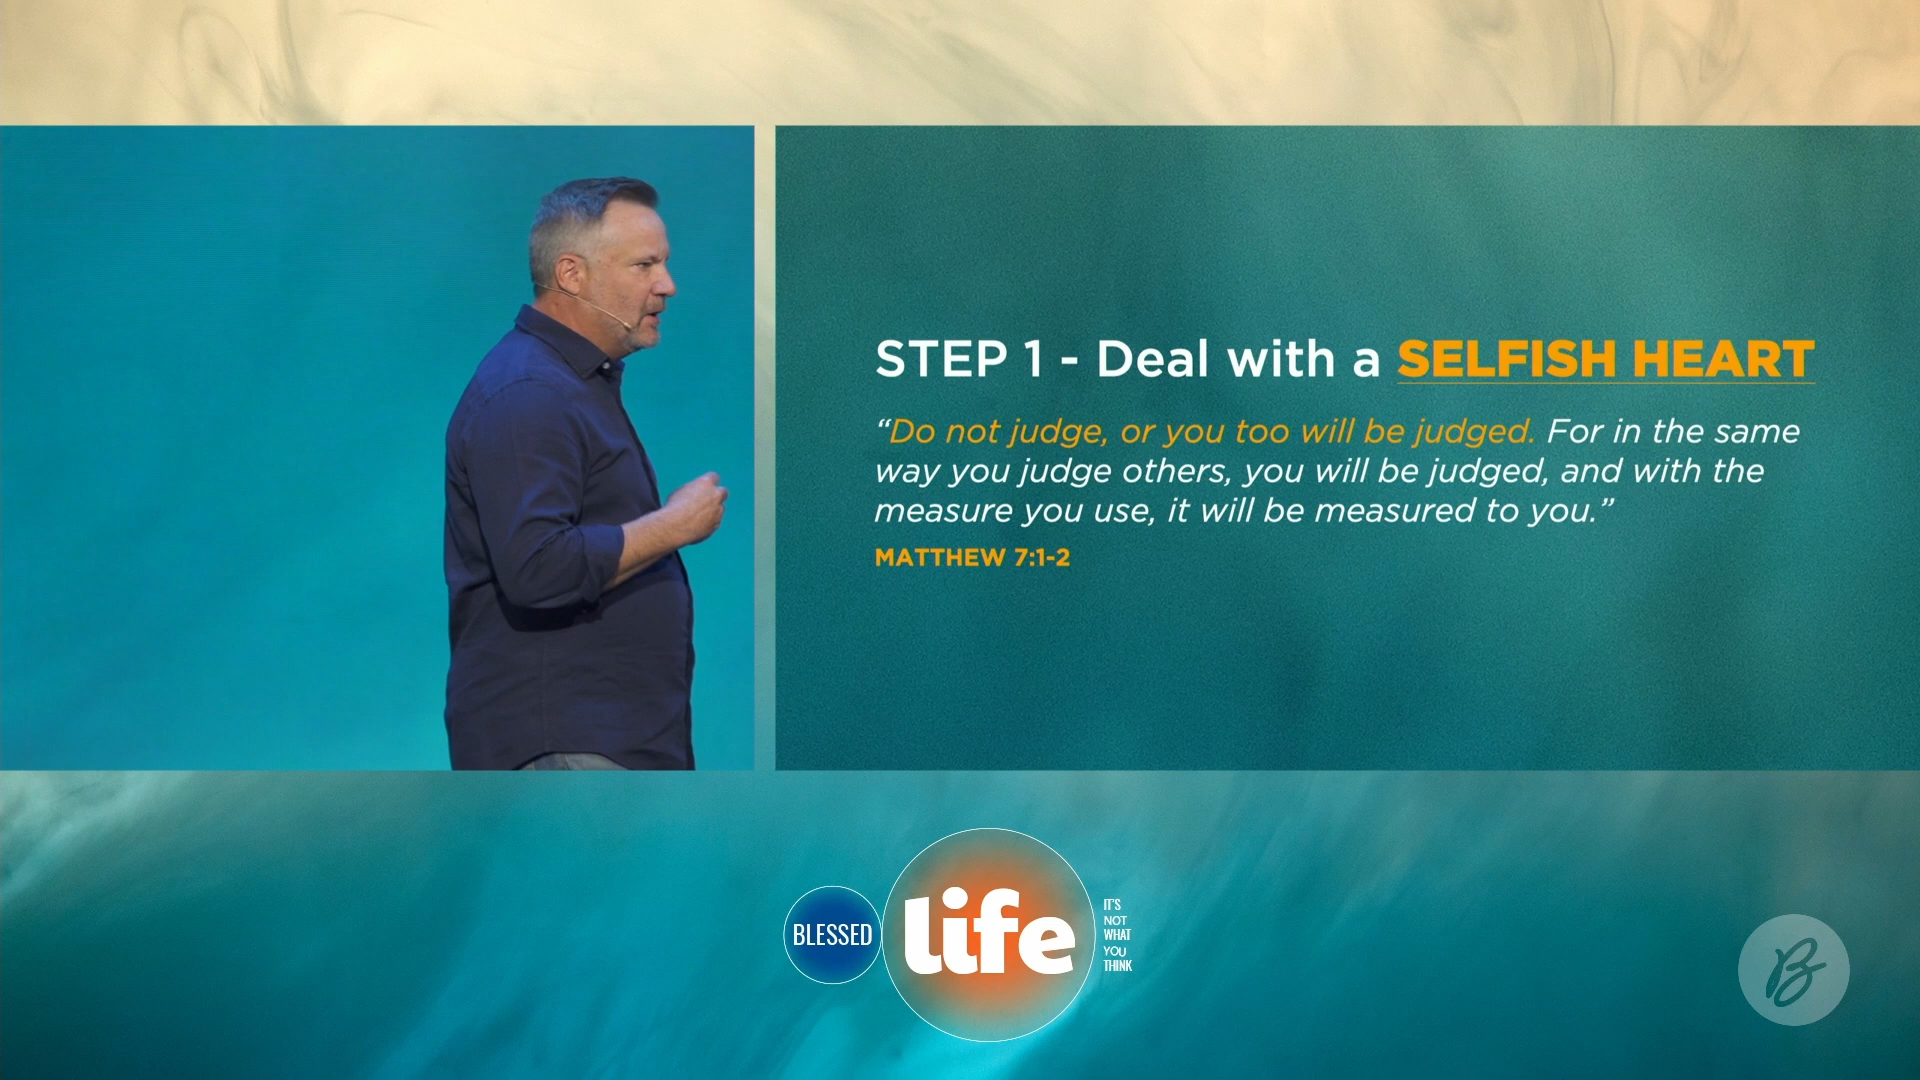 STEP 1 - Deal with a SELFISH HEART
“Do not judge, or you too will be judged. For in the same
way you judge others, you will be judged, and with the
measure you use, it will be measured to you.”
MATTHEW 7:1-2
BLESSED
life
IT'S
NOT
WHAT
YOU
THINK
B